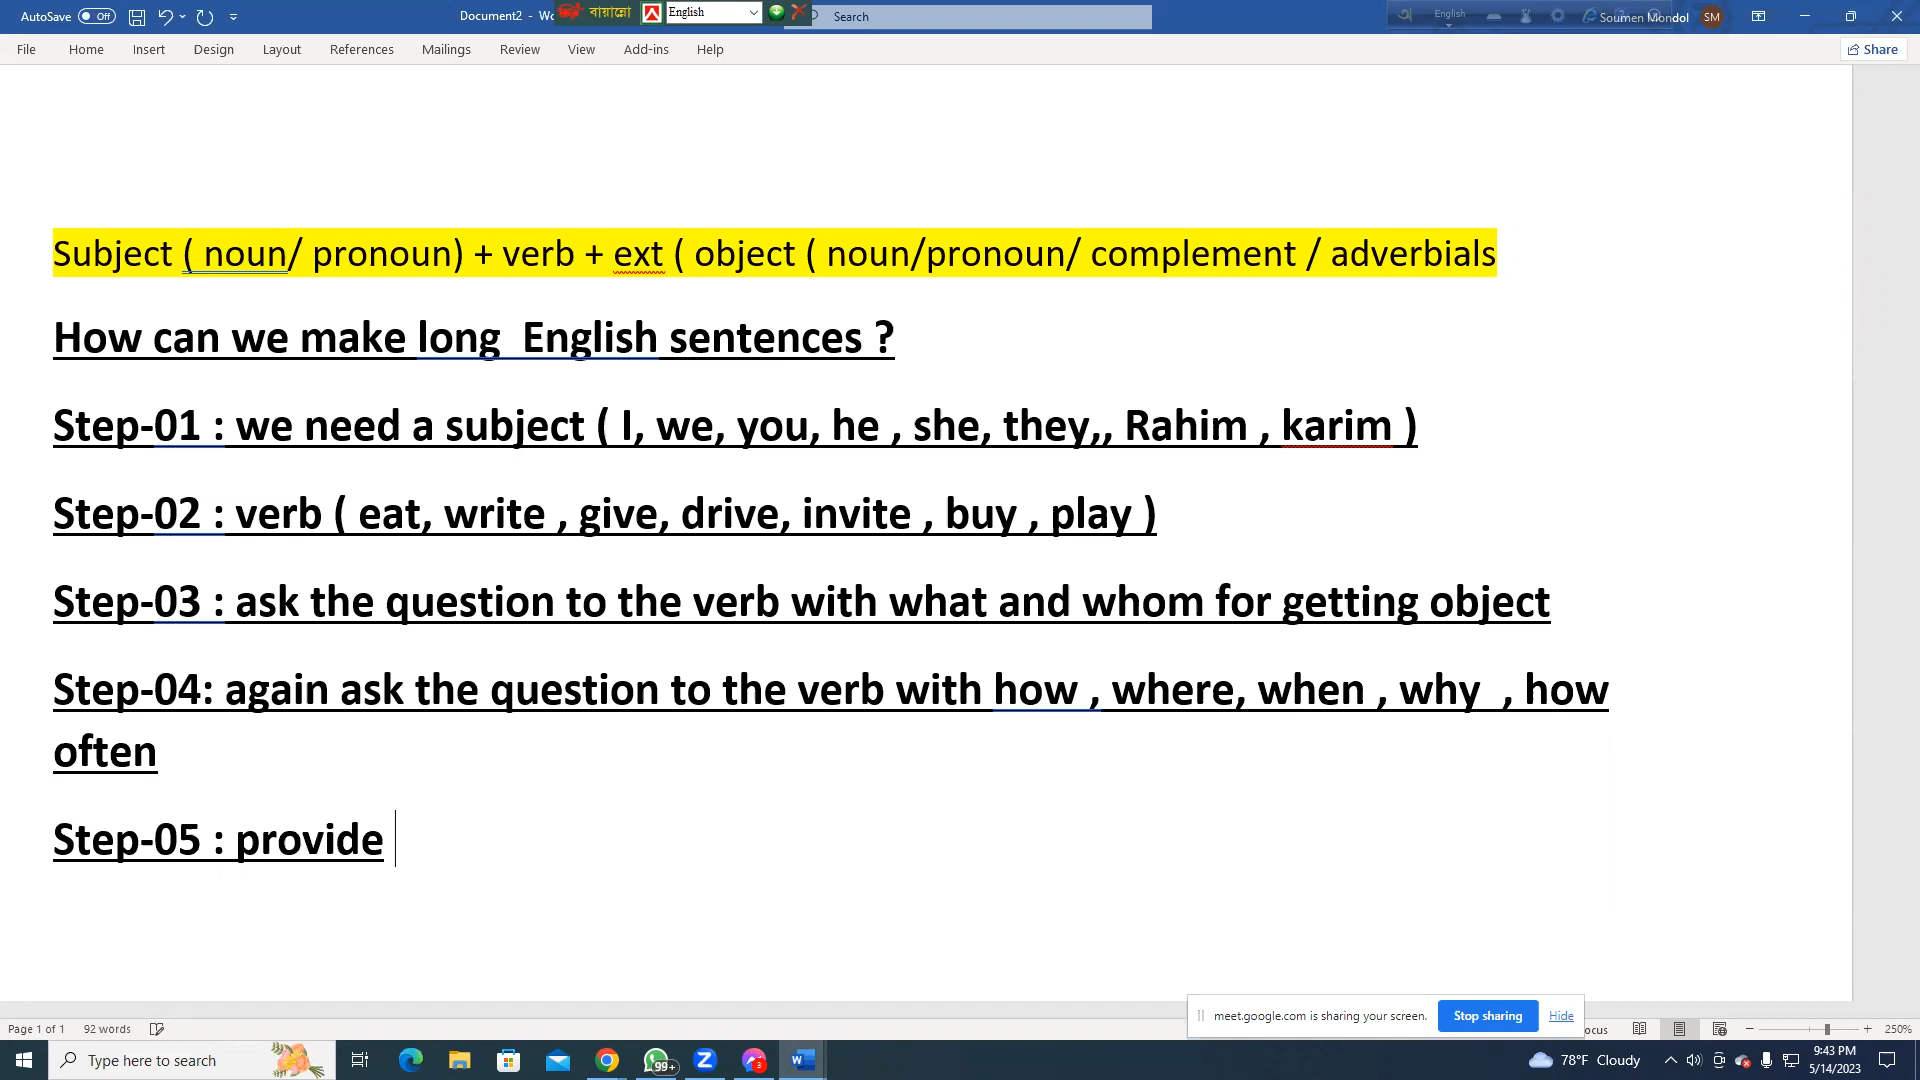 AutoSave Off Document2 - Wo বায়ান্নো English Search English Soumen Mondol SM
File Home Insert Design Layout References Mailings Review View Add-ins Help Share
Subject ( noun/ pronoun) + verb + ext ( object ( noun/pronoun/ complement / adverbials
How can we make long  English sentences ?
Step-01 : we need a subject ( I, we, you, he , she, they,, Rahim , karim )
Step-02 : verb ( eat, write , give, drive, invite , buy , play )
Step-03 : ask the question to the verb with what and whom for getting object
Step-04: again ask the question to the verb with how , where, when , why  , how
often
Step-05 : provide
meet.google.com is sharing your screen. Stop sharing Hide
Page 1 of 1 92 words ocus 250%
Type here to search 99+ 3 78°F Cloudy 9:43 PM
5/14/2023